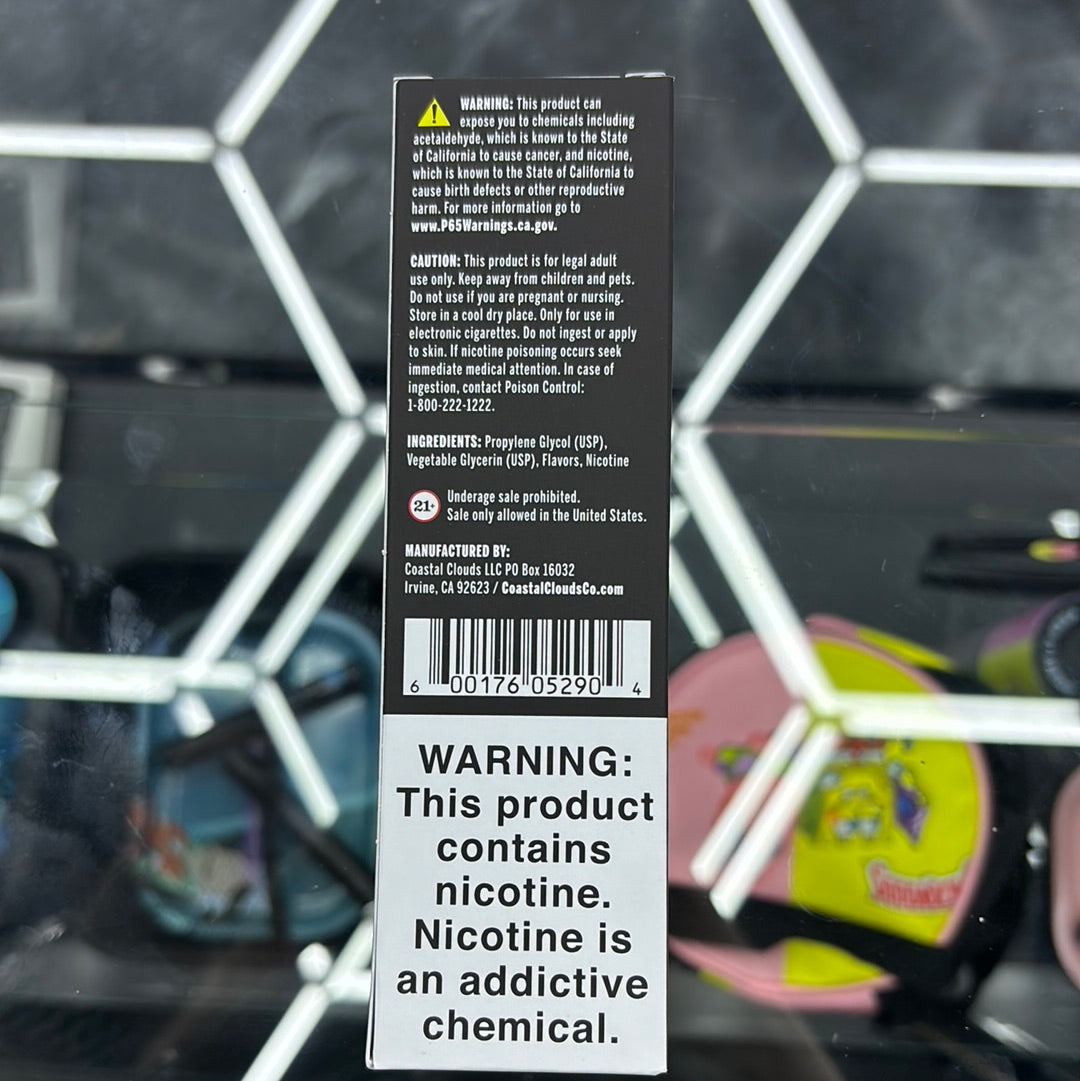 WARNING: This product can
expose you to chemicals including
acetaldehyde, which is known to the State
of California to cause cancer, and nicotine,
which is known to the State of California to
cause birth defects or other reproductive
harm. For more information go to
www.P65Warnings.ca.gov.
CAUTION: This product is for legal adult
use only. Keep away from children and pets.
Do not use if you are pregnant or nursing.
Store in a cool dry place. Only for use in
electronic cigarettes. Do not ingest or apply
to skin. If nicotine poisoning occurs seek
immediate medical attention. In case of
ingestion, contact Poison Control:
1-800-222-1222.
INGREDIENTS: Propylene Glycol (USP),
Vegetable Glycerin (USP), Flavors, Nicotine
21+
Underage sale prohibited.
Sale only allowed in the United States.
MANUFACTURED BY:
Coastal Clouds LLC PO Box 16032
Irvine, CA 92623 / CoastalCloudsCo.com
6 00176 05290 4
WARNING:
This product
contains
nicotine.
Nicotine is
an addictive
chemical.